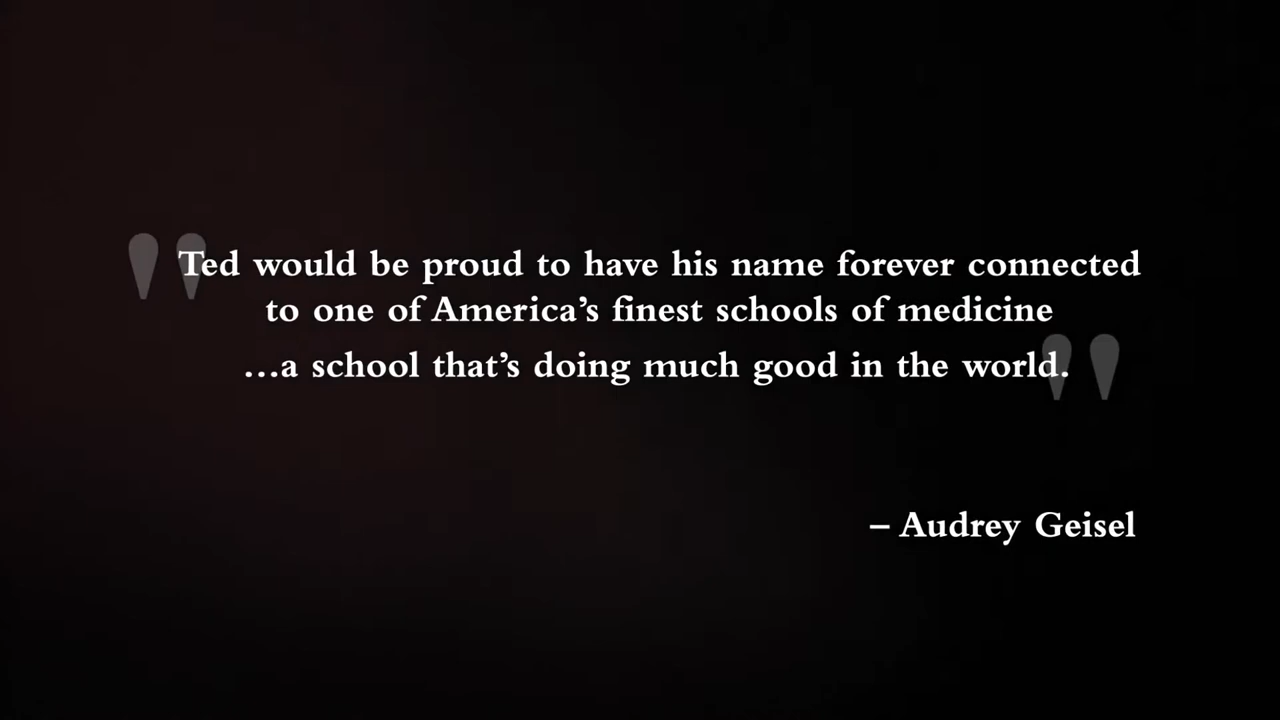 "Ted would be proud to have his name forever connected
to one of America’s finest schools of medicine
…a school that’s doing much good in the world."
– Audrey Geisel